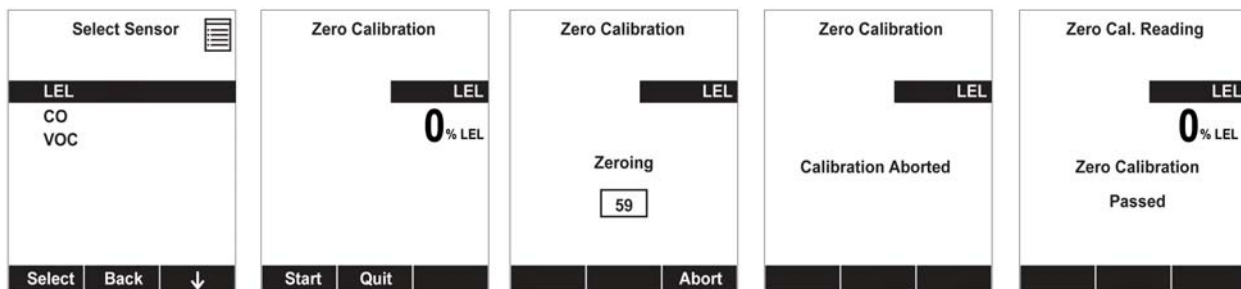 Select Sensor
LEL
CO
VOC
Select Back ↓
Zero Calibration
LEL
0 % LEL
Start Quit
Zero Calibration
LEL
Zeroing
59
Abort
Zero Calibration
LEL
Calibration Aborted
Zero Cal. Reading
LEL
0 % LEL
Zero Calibration
Passed